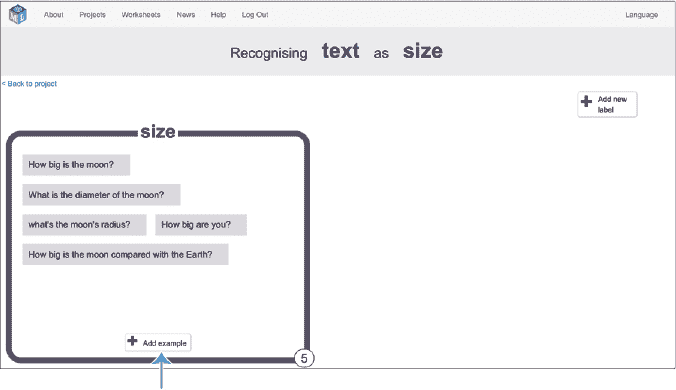 About Projects Worksheets News Help Log Out Language
Recognising text as size
< Back to project
Add new
label
size
How big is the moon?
What is the diameter of the moon?
what's the moon's radius? How big are you?
How big is the moon compared with the Earth?
Add example
5